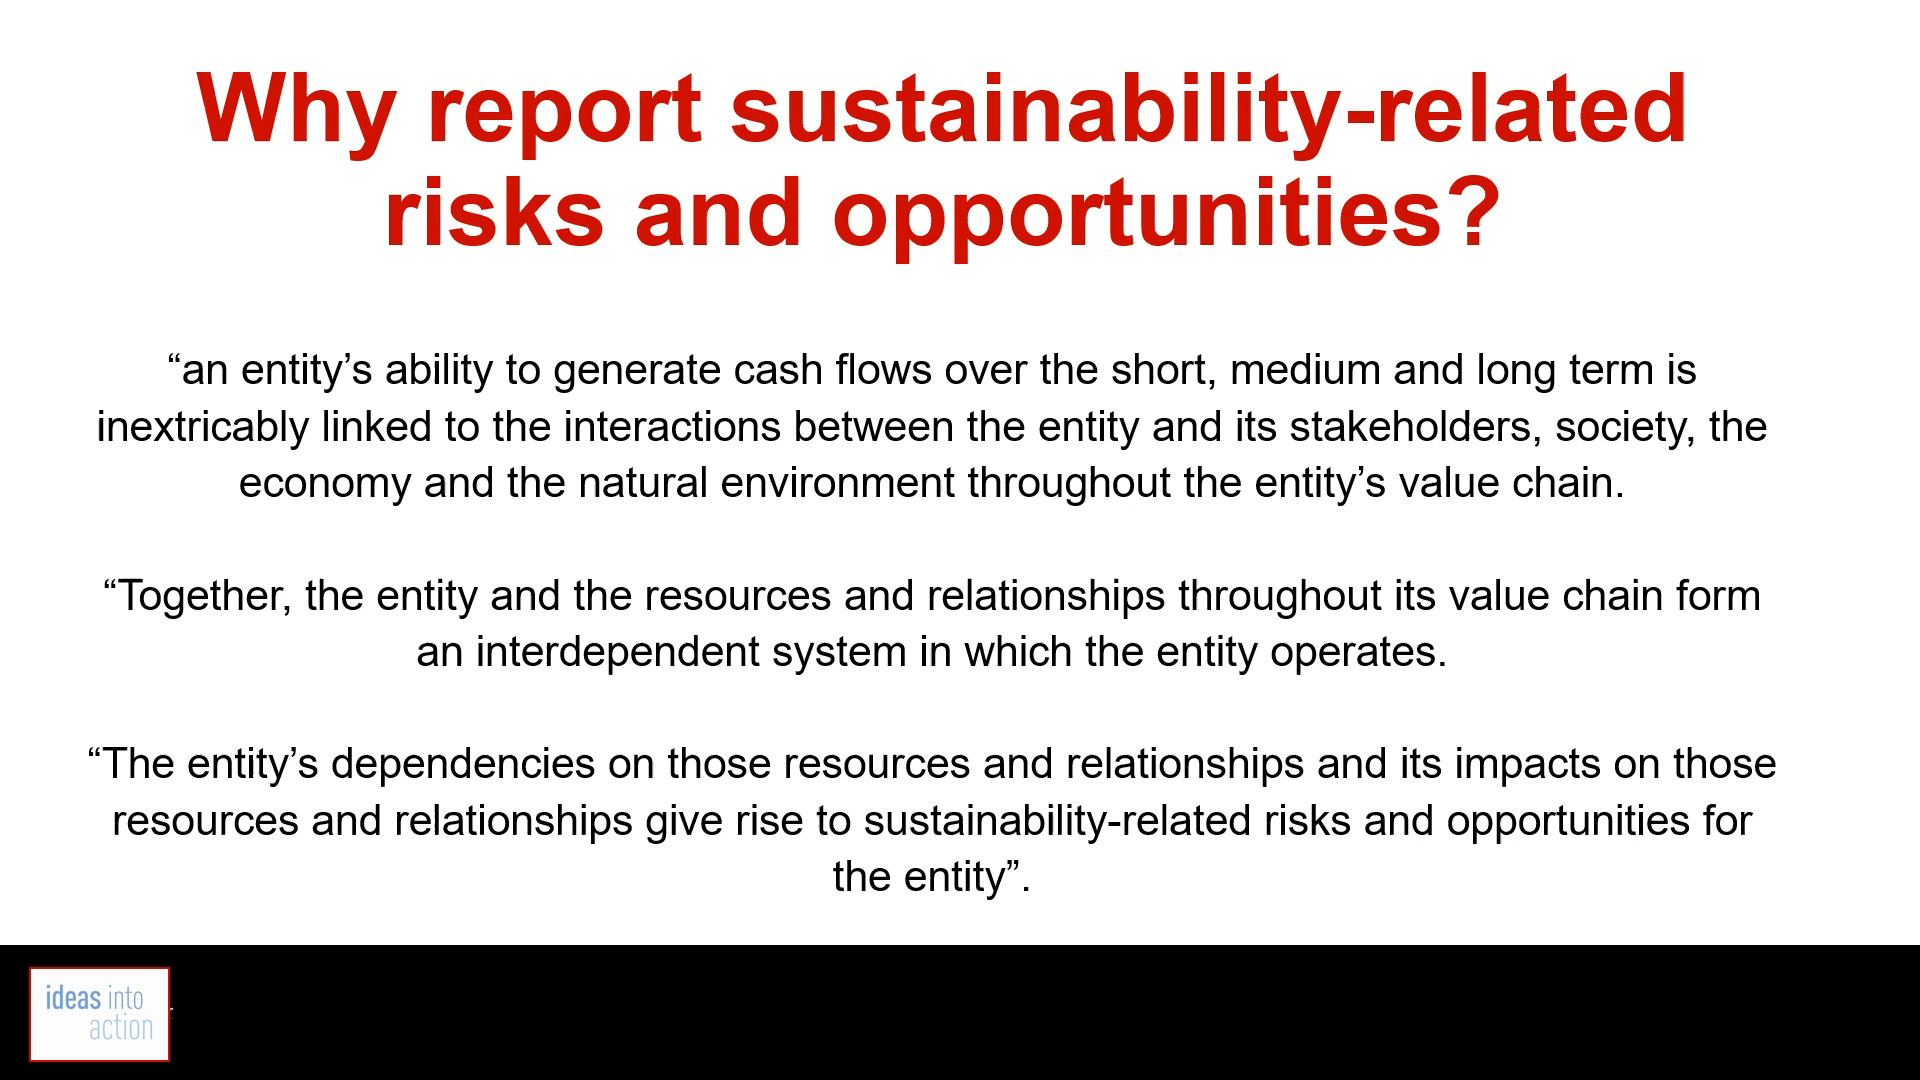 Why report sustainability-related
risks and opportunities?
“an entity’s ability to generate cash flows over the short, medium and long term is
inextricably linked to the interactions between the entity and its stakeholders, society, the
economy and the natural environment throughout the entity’s value chain.
“Together, the entity and the resources and relationships throughout its value chain form
an interdependent system in which the entity operates.
“The entity’s dependencies on those resources and relationships and its impacts on those
resources and relationships give rise to sustainability-related risks and opportunities for
the entity”.
ideas into
action